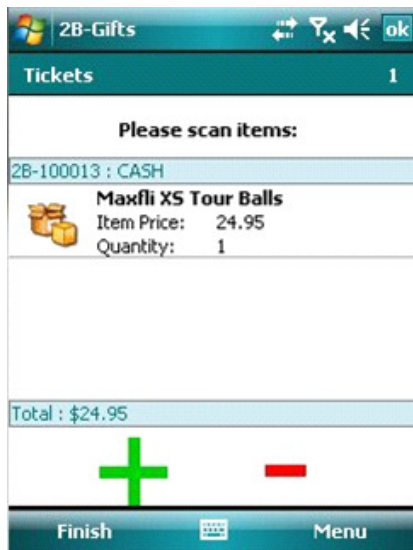 2B-Gifts ok
Tickets 1
Please scan items:
2B-100013 : CASH
Maxfli XS Tour Balls
Item Price: 24.95
Quantity: 1
Total : $24.95
Finish Menu